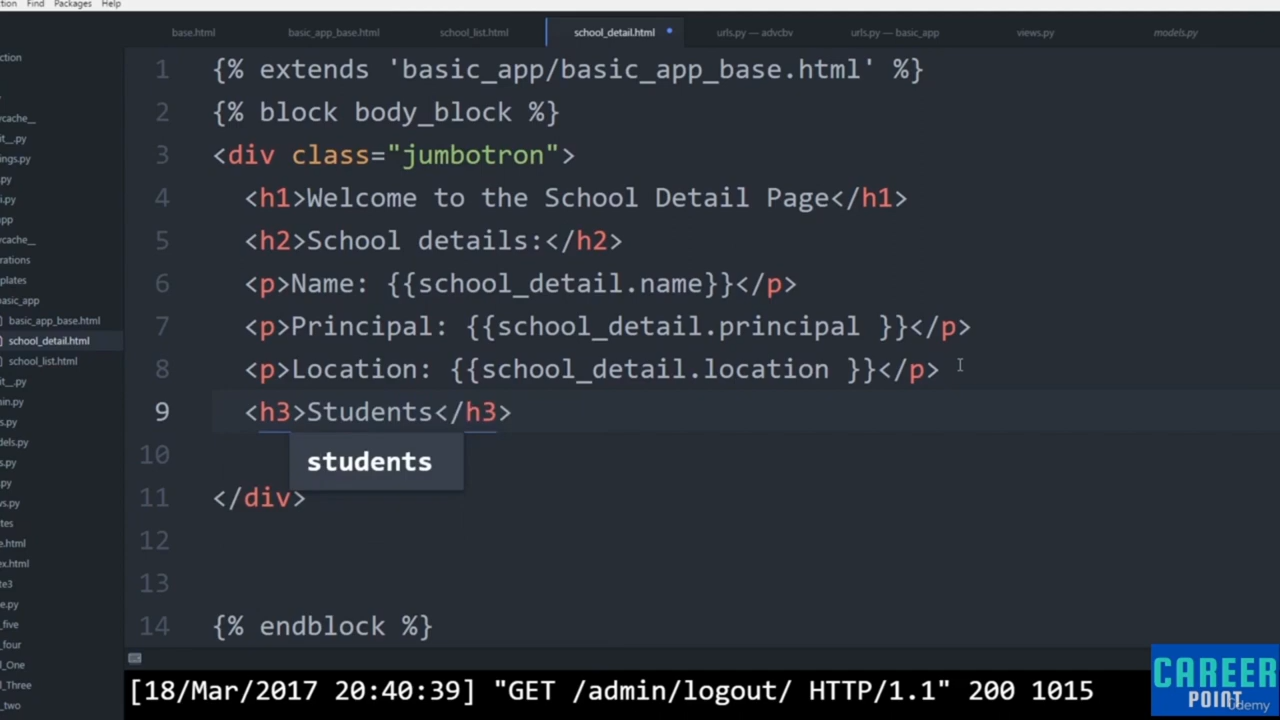 Find Packages Help
base.html basic_app_base.html school_list.html school_detail.html urls.py — advcbv urls.py — basic_app views.py models.py
1 {% extends 'basic_app/basic_app_base.html' %}
2 {% block body_block %}
3 <div class="jumbotron">
4 <h1>Welcome to the School Detail Page</h1>
5 <h2>School details:</h2>
6 <p>Name: {{school_detail.name}}</p>
7 <p>Principal: {{school_detail.principal }}</p>
8 <p>Location: {{school_detail.location }}</p>
9 <h3>Students</h3>
10
students
11 </div>
12
13
14 {% endblock %}
basic_app_base.html
school_detail.html
school_list.html
[18/Mar/2017 20:40:39] "GET /admin/logout/ HTTP/1.1" 200 1015
CAREER
POINT
Udemy